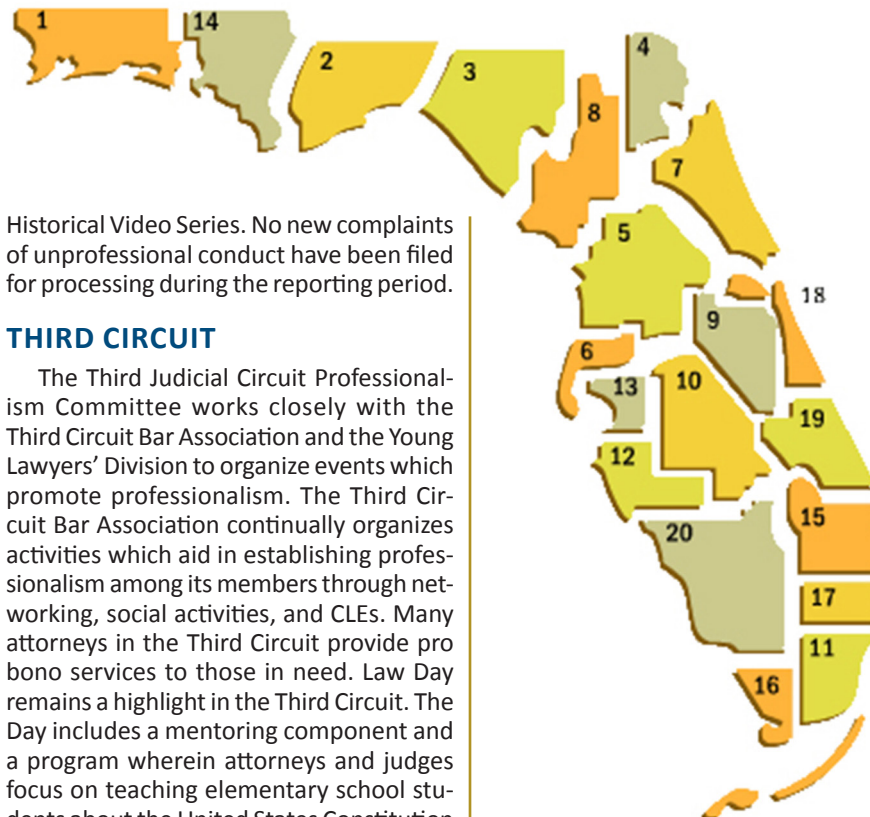 1
14
2
3
4
8
7
5
18
9
6
13
10
19
12
15
20
17
11
16
Historical Video Series. No new complaints
of unprofessional conduct have been filed
for processing during the reporting period.
THIRD CIRCUIT
The Third Judicial Circuit Professional-
ism Committee works closely with the
Third Circuit Bar Association and the Young
Lawyers’ Division to organize events which
promote professionalism. The Third Cir-
cuit Bar Association continually organizes
activities which aid in establishing profes-
sionalism among its members through net-
working, social activities, and CLEs. Many
attorneys in the Third Circuit provide pro
bono services to those in need. Law Day
remains a highlight in the Third Circuit. The
Day includes a mentoring component and
a program wherein attorneys and judges
focus on teaching elementary school stu-
dents about the United States Constitution